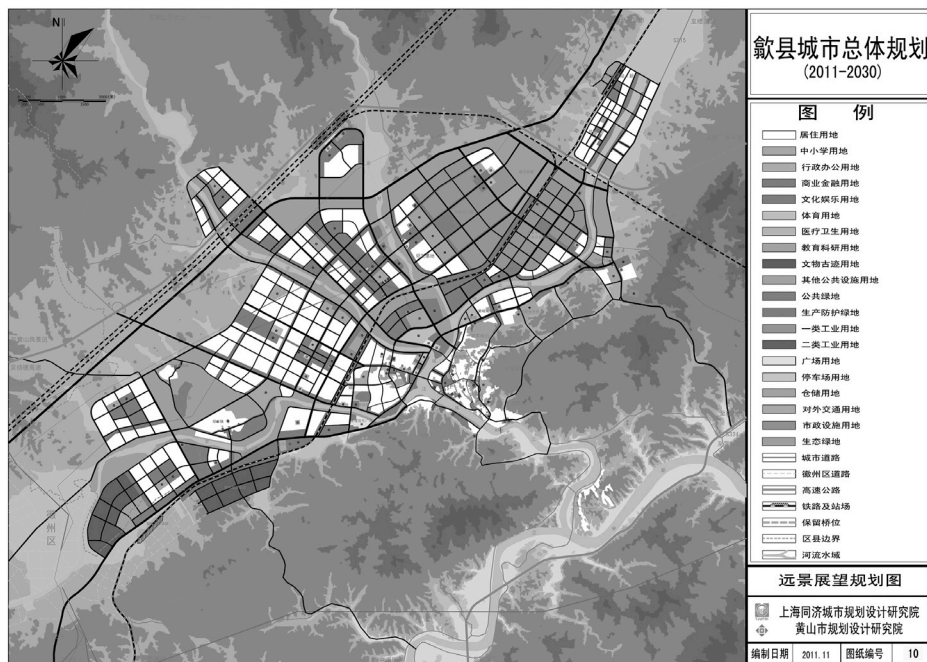 N
歙县城市总体规划
(2011-2030)
图 例
居住用地
中小学用地
行政办公用地
商业金融用地
文化娱乐用地
体育用地
医疗卫生用地
教育科研用地
文物古迹用地
其他公共设施用地
公共绿地
生产防护绿地
一类工业用地
二类工业用地
广场用地
停车场用地
仓储用地
对外交通用地
市政设施用地
生态绿地
城市道路
徽州区道路
高速公路
铁路及站场
保留桥位
区县边界
河流水域
远景展望规划图
上海同济城市规划设计研究院
黄山市规划设计研究院
编制日期 2011.11 图纸编号 10